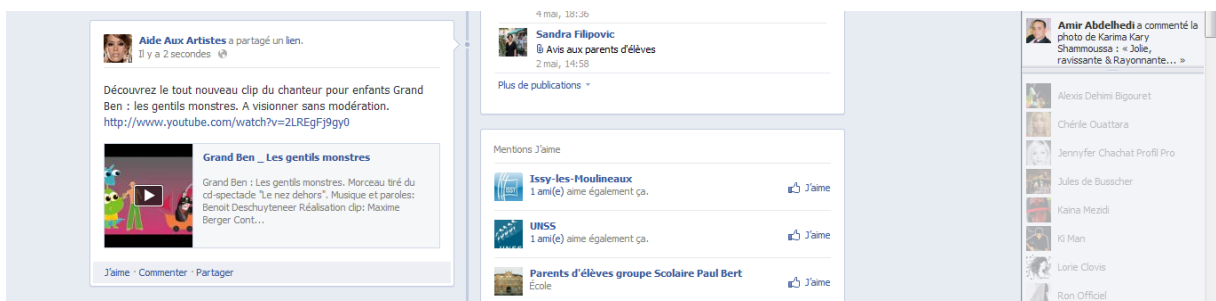 Aide Aux Artistes a partagé un lien.
Il y a 2 secondes
Découvrez le tout nouveau clip du chanteur pour enfants Grand
Ben : les gentils monstres. A visionner sans modération.
http://www.youtube.com/watch?v=2LREgFj9gy0
Grand Ben _ Les gentils monstres
Grand Ben : Les gentils monstres. Morceau tiré du
cd-spectacle "Le nez dehors". Musique et paroles:
Benoit Deschuyteneer Réalisation clip: Maxime
Berger Cont...
J'aime · Commenter · Partager
4 mai, 18:36
Sandra Filipovic
Avis aux parents d'élèves
2 mai, 14:58
Plus de publications
Mentions J'aime
Issy-les-Moulineaux
1 ami(e) aime également ça.
J'aime
UNSS
1 ami(e) aime également ça.
J'aime
Parents d'élèves groupe Scolaire Paul Bert
École
J'aime
Amir Abdelhedi a commenté la
photo de Karima Kary
Shammoussa : « Jolie,
ravissante & Rayonnante... »
Alexis Dehimi Bigouret
Chérile Ouattara
Jennyfer Chachat Profil Pro
Jules de Busscher
Kaina Mezidi
Ki Man
Lorie Clovis
Ron Officiel